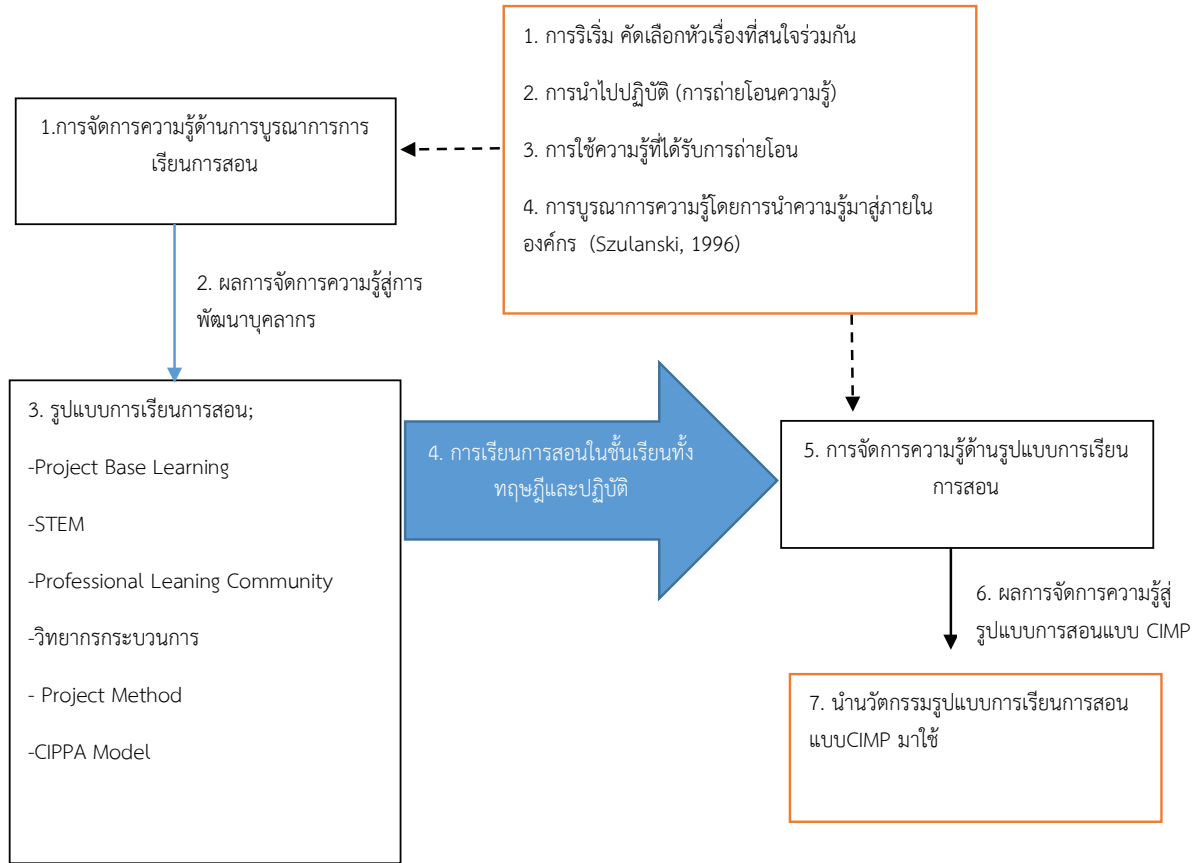 1. การริเริ่ม คัดเลือกหัวเรื่องที่สนใจร่วมกัน
2. การนำไปปฏิบัติ (การถ่ายโอนความรู้)
3. การใช้ความรู้ที่ได้รับการถ่ายโอน
4. การบูรณาการความรู้โดยการนำความรู้มาสู่ภายใน
องค์กร (Szulanski, 1996)
1.การจัดการความรู้ด้านการบูรณาการการ
เรียนการสอน
2. ผลการจัดการความรู้สู่การ
พัฒนาบุคลากร
3. รูปแบบการเรียนการสอน;
-Project Base Learning
-STEM
-Professional Leaning Community
-วิทยากรกระบวนการ
- Project Method
-CIPPA Model
4. การเรียนการสอนในชั้นเรียนทั้ง
ทฤษฎีและปฏิบัติ
5. การจัดการความรู้ด้านรูปแบบการเรียน
การสอน
6. ผลการจัดการความรู้สู่
รูปแบบการสอนแบบ CIMP
7. นำนวัตกรรมรูปแบบการเรียนการสอน
แบบCIMP มาใช้